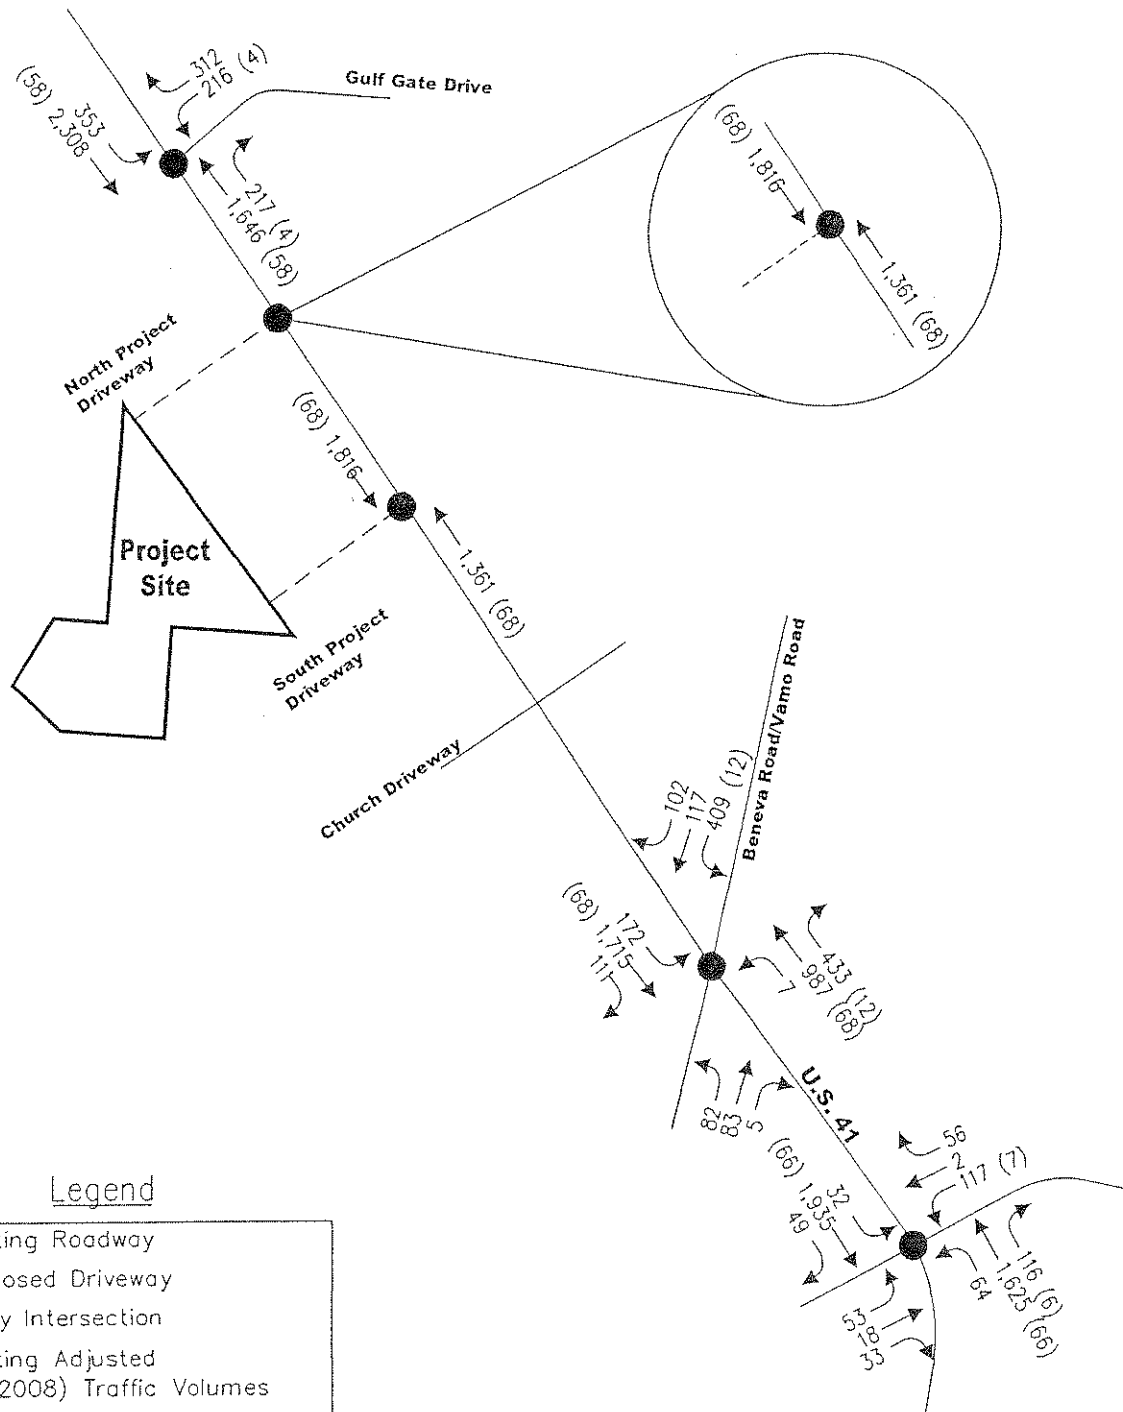 312
216 (4)
Gulf Gate Drive
353
(58) 2,308
217 (4)
1,646 (58)
(68) 1,816
1,361 (68)
North Project
Driveway
(68) 1,816
1,361 (68)
Project
Site
South Project
Driveway
Church Driveway
102
117
409 (12)
Beneva Road/Vamo Road
172
(68) 1,715
111
433 (12)
987 (68)
7
82
83
5
U.S. 41
56
2
117 (7)
32
(66) 1,935
49
116 (6)
1,625 (66)
64
53
18
33
Legend
ing Roadway
osed Driveway
y Intersection
ing Adjusted
2008) Traffic Volumes